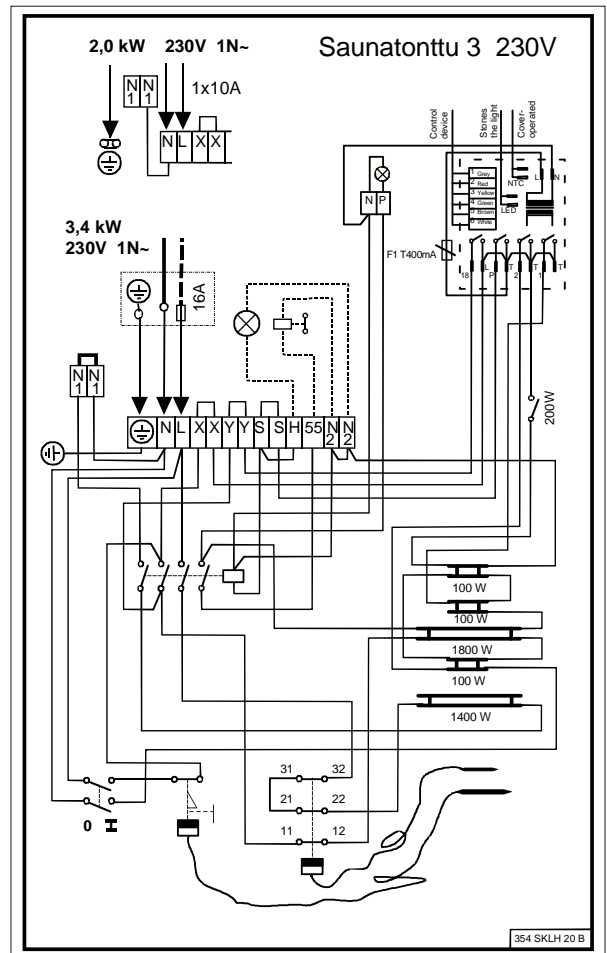 Saunatonttu 3 230V
2,0 kW 230V 1N~
1x10A
N 1
N 1
N L X X
Control device
Stones the light
Cover-operated
1 Grey
2 Red
3 Yellow
4 Green
5 Brown
6 White
NTC
LED
L N
N P
F1 T400mA
18 L P T 2 T 1 T
3,4 kW
230V 1N~
16A
N 1
N 1
N L X X Y Y S S H 55 N 2 N 2
200W
100 W
100 W
1800 W
100 W
1400 W
31 32
21 22
11 12
0 I
354 SKLH 20 B